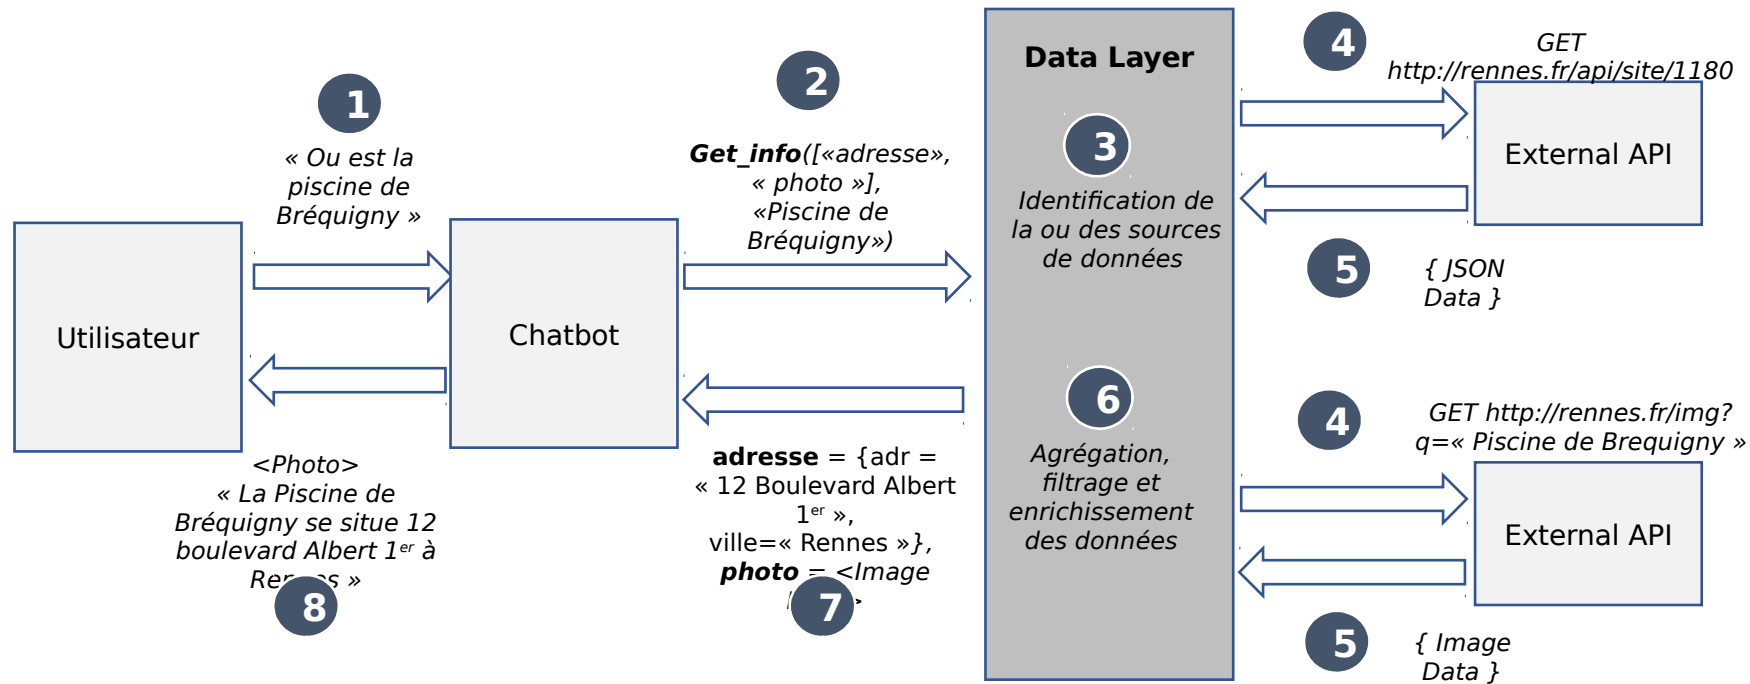 1
« Ou est la
piscine de
Bréquigny »
Utilisateur
Chatbot
2
Get_info([«adresse»,
« photo »],
«Piscine de
Bréquigny»)
Data Layer
3
Identification de
la ou des sources
de données
4
GET
http://rennes.fr/api/site/1180
External API
5
{ JSON
Data }
4
GET http://rennes.fr/img?
q=« Piscine de Brequigny »
External API
5
{ Image
Data }
6
Agrégation,
filtrage et
enrichissement
des données
adresse = {adr =
« 12 Boulevard Albert
1er »,
ville=« Rennes »},
photo = <Image
7
<Photo>
« La Piscine de
Bréquigny se situe 12
boulevard Albert 1er à
Rennes »
8